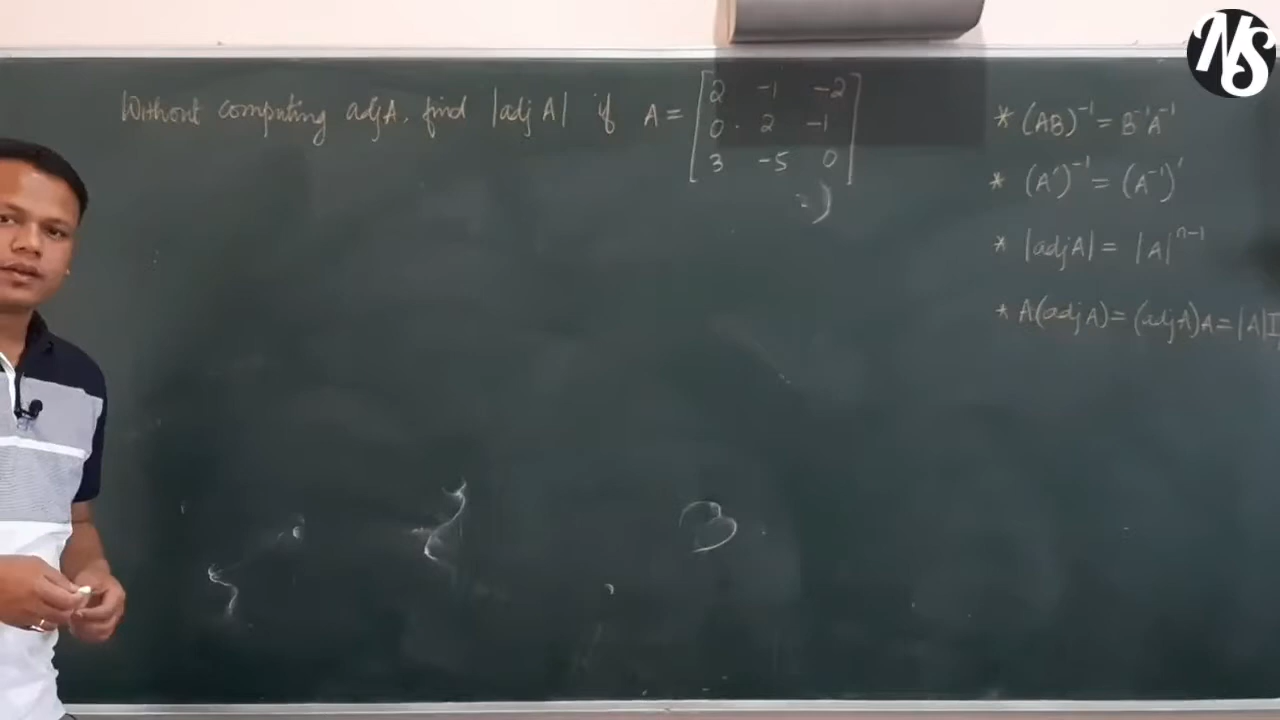 Without computing adjA, find |adj A| if A = [2 -1 -2
0 2 -1
3 -5 0]
* (AB)⁻¹ = B⁻¹A⁻¹
* (A')⁻¹ = (A⁻¹)'
* |adjA| = |A|ⁿ⁻¹
* A(adjA) = (adjA)A = |A|I
NS